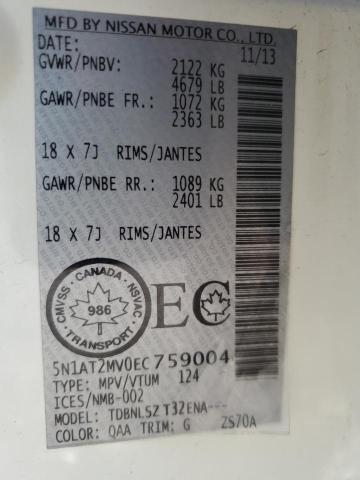 MFD BY NISSAN MOTOR CO., LTD.
DATE: 11/13
GVWR/PNBV: 2122 KG
4679 LB
GAWR/PNBE FR.: 1072 KG
2363 LB
18 X 7J RIMS/JANTES
GAWR/PNBE RR.: 1089 KG
2401 LB
18 X 7J RIMS/JANTES
CMVSS · CANADA · NSVAC
986
TRANSPORT
EC
5N1AT2MV0EC759004
TYPE: MPV/VTUM 124
ICES/NMB-002
MODEL: TDBNLSZ T32ENA---
COLOR: QAA TRIM: G ZS70A